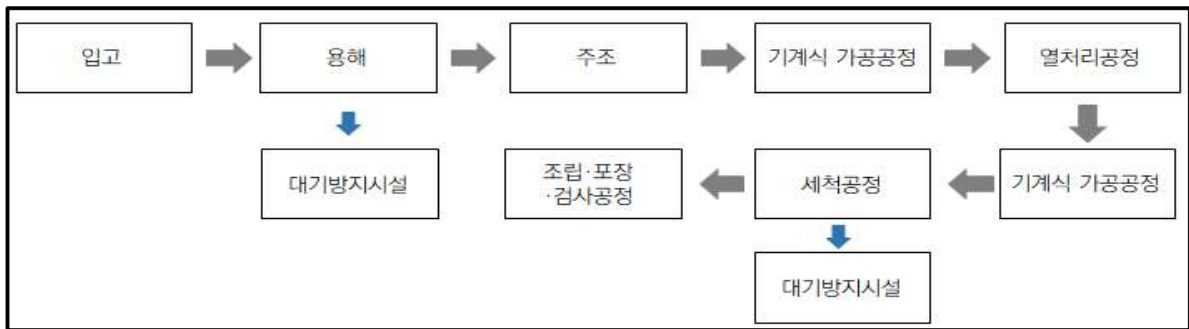 입고
용해
주조
기계식 가공공정
열처리공정
대기방지시설
조립·포장
·검사공정
세척공정
기계식 가공공정
대기방지시설